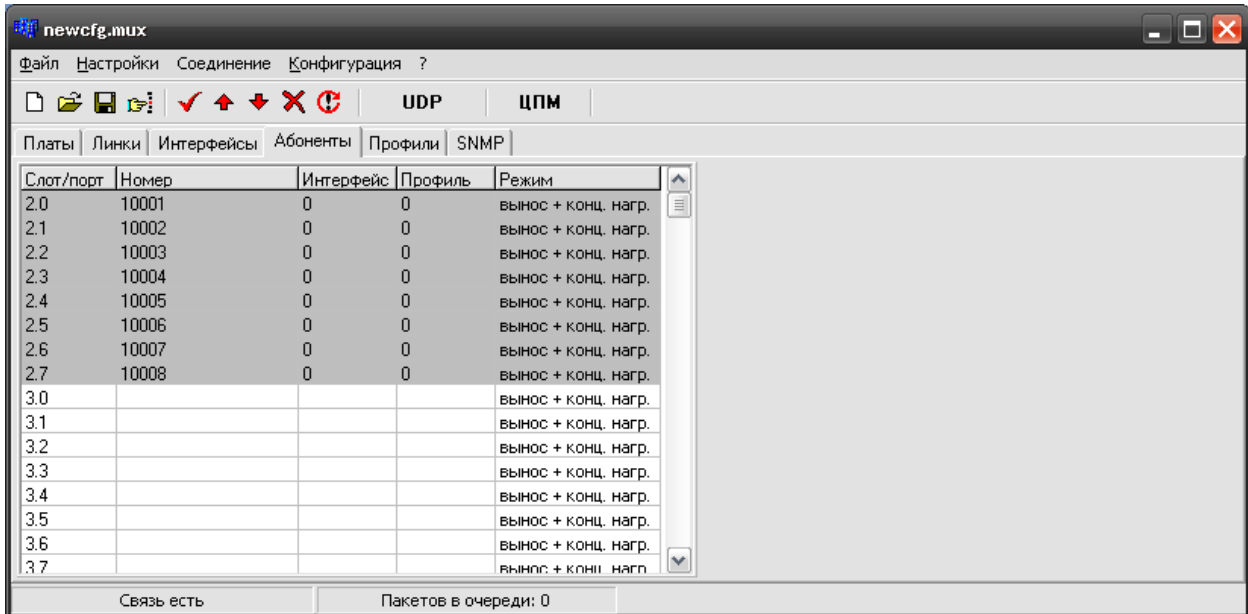 newcfg.mux
Файл Настройки Соединение Конфигурация ?
UDP ЦПМ
Платы Линки Интерфейсы Абоненты Профили SNMP
Слот/порт Номер Интерфейс Профиль Режим
2.0 10001 0 0 вынос + конц. нагр.
2.1 10002 0 0 вынос + конц. нагр.
2.2 10003 0 0 вынос + конц. нагр.
2.3 10004 0 0 вынос + конц. нагр.
2.4 10005 0 0 вынос + конц. нагр.
2.5 10006 0 0 вынос + конц. нагр.
2.6 10007 0 0 вынос + конц. нагр.
2.7 10008 0 0 вынос + конц. нагр.
3.0 вынос + конц. нагр.
3.1 вынос + конц. нагр.
3.2 вынос + конц. нагр.
3.3 вынос + конц. нагр.
3.4 вынос + конц. нагр.
3.5 вынос + конц. нагр.
3.6 вынос + конц. нагр.
3.7 вынос + конц. нагр.
Связь есть Пакетов в очереди: 0